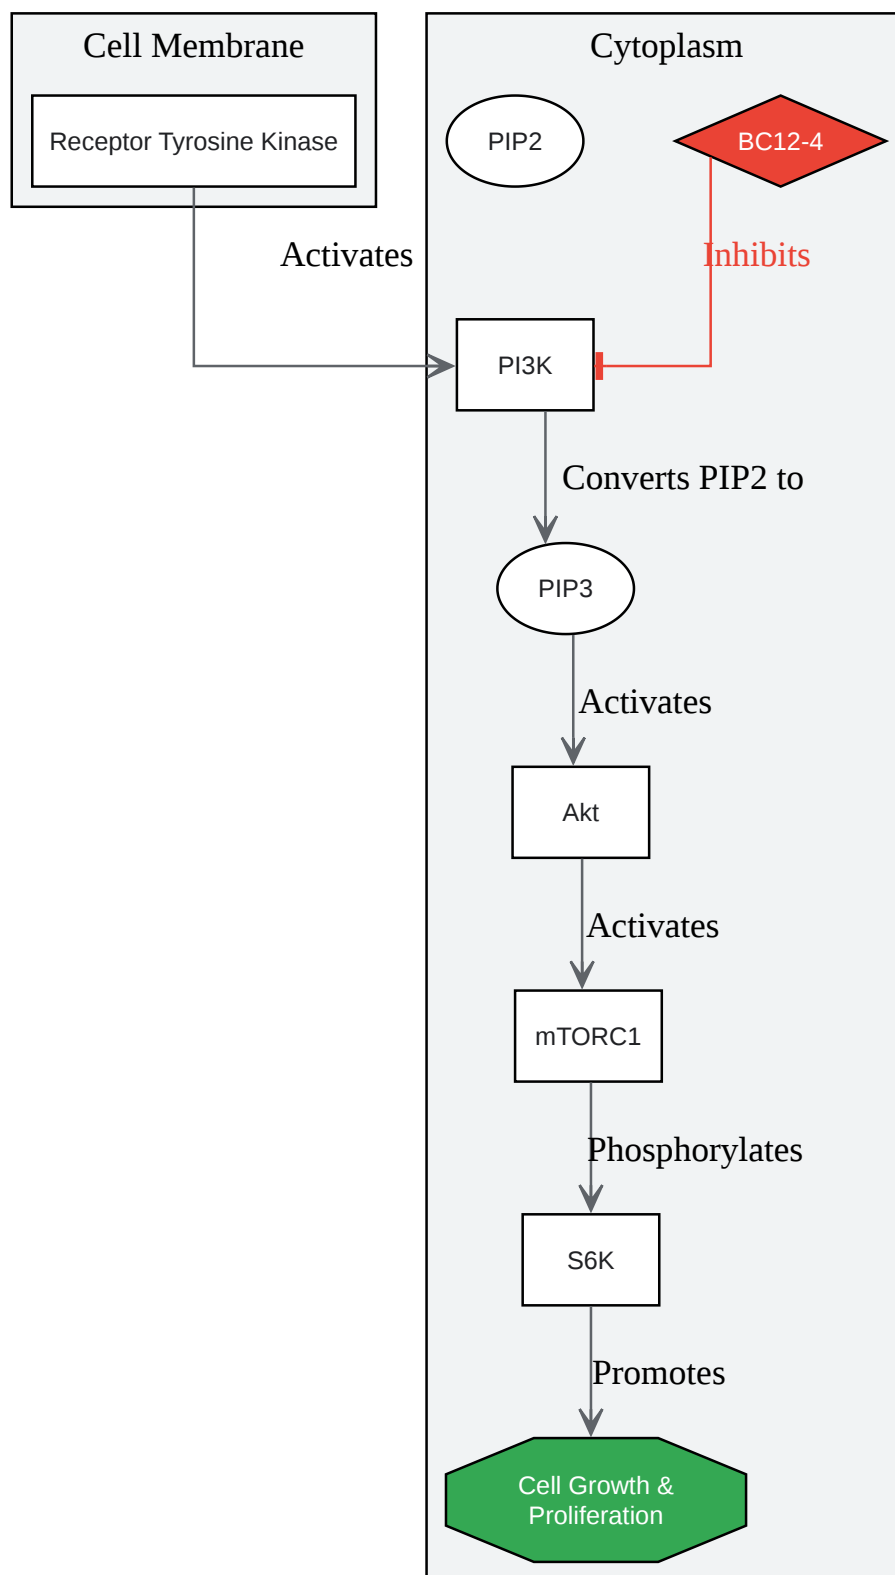 Cell Membrane
Receptor Tyrosine Kinase
Cytoplasm
PIP2
BC12-4
Activates
Inhibits
PI3K
Converts PIP2 to
PIP3
Activates
Akt
Activates
mTORC1
Phosphorylates
S6K
Promotes
Cell Growth &
Proliferation